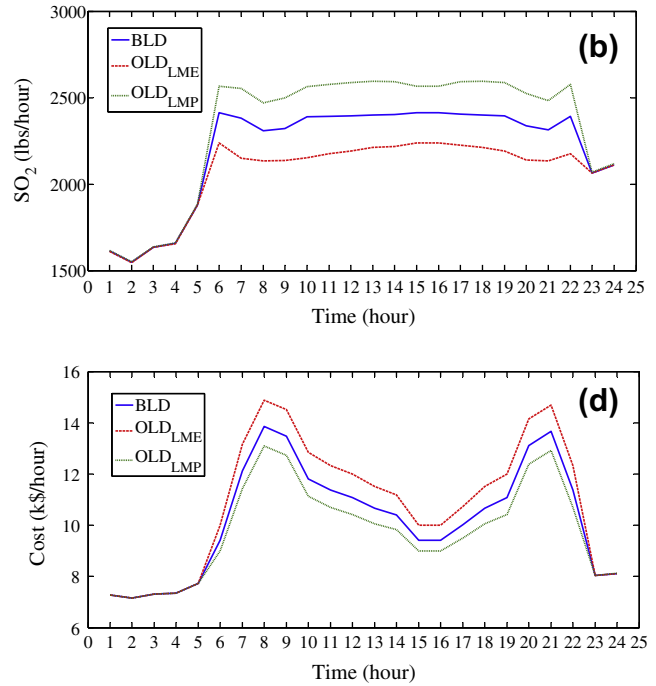 (b)
BLD
OLD_LME
OLD_LMP
SO_2 (lbs/hour)
3000
2500
2000
1500
0 1 2 3 4 5 6 7 8 9 10 11 12 13 14 15 16 17 18 19 20 21 22 23 24 25
Time (hour)
(d)
BLD
OLD_LME
OLD_LMP
Cost (k$/hour)
16
14
12
10
8
6
0 1 2 3 4 5 6 7 8 9 10 11 12 13 14 15 16 17 18 19 20 21 22 23 24 25
Time (hour)